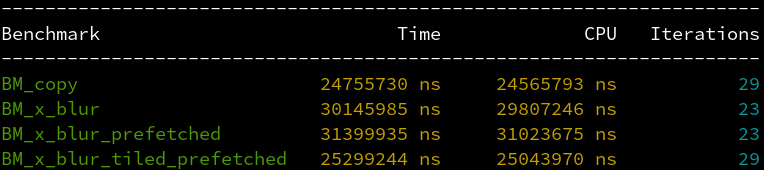 ---------------------------------------------------------------------
Benchmark                           Time             CPU   Iterations
---------------------------------------------------------------------
BM_copy                      24755730 ns     24565793 ns           29
BM_x_blur                    30145985 ns     29807246 ns           23
BM_x_blur_prefetched         31399935 ns     31023675 ns           23
BM_x_blur_tiled_prefetched   25299244 ns     25043970 ns           29